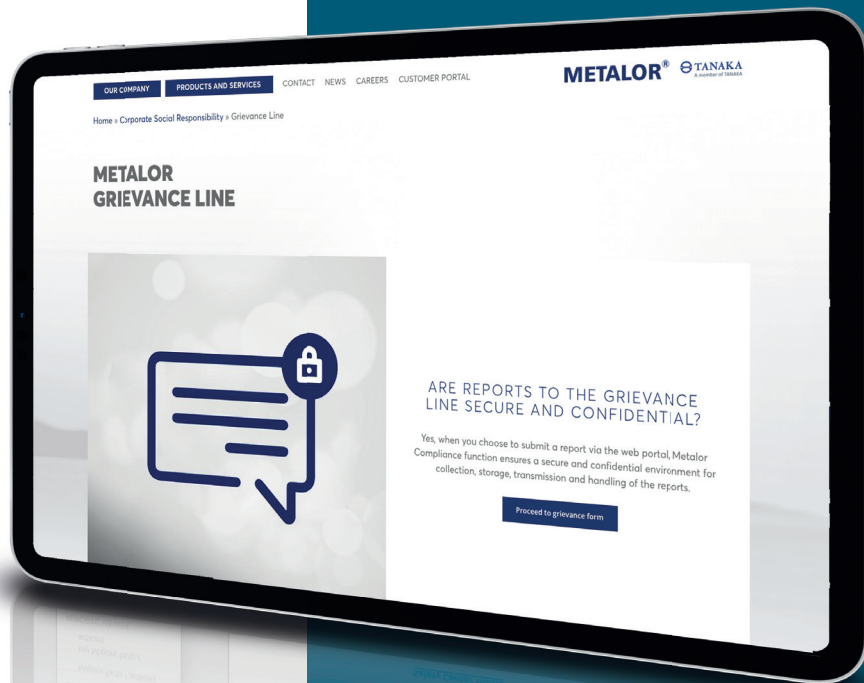 OUR COMPANY
PRODUCTS AND SERVICES
CONTACT
NEWS
CAREERS
CUSTOMER PORTAL
METALOR®
TANAKA
A member of TANAKA
Home » Corporate Social Responsibility » Grievance Line
METALOR
GRIEVANCE LINE
ARE REPORTS TO THE GRIEVANCE
LINE SECURE AND CONFIDENTIAL?
Yes, when you choose to submit a report via the web portal, Metalor
Compliance function ensures a secure and confidential environment for
collection, storage, transmission and handling of the reports.
Proceed to grievance form